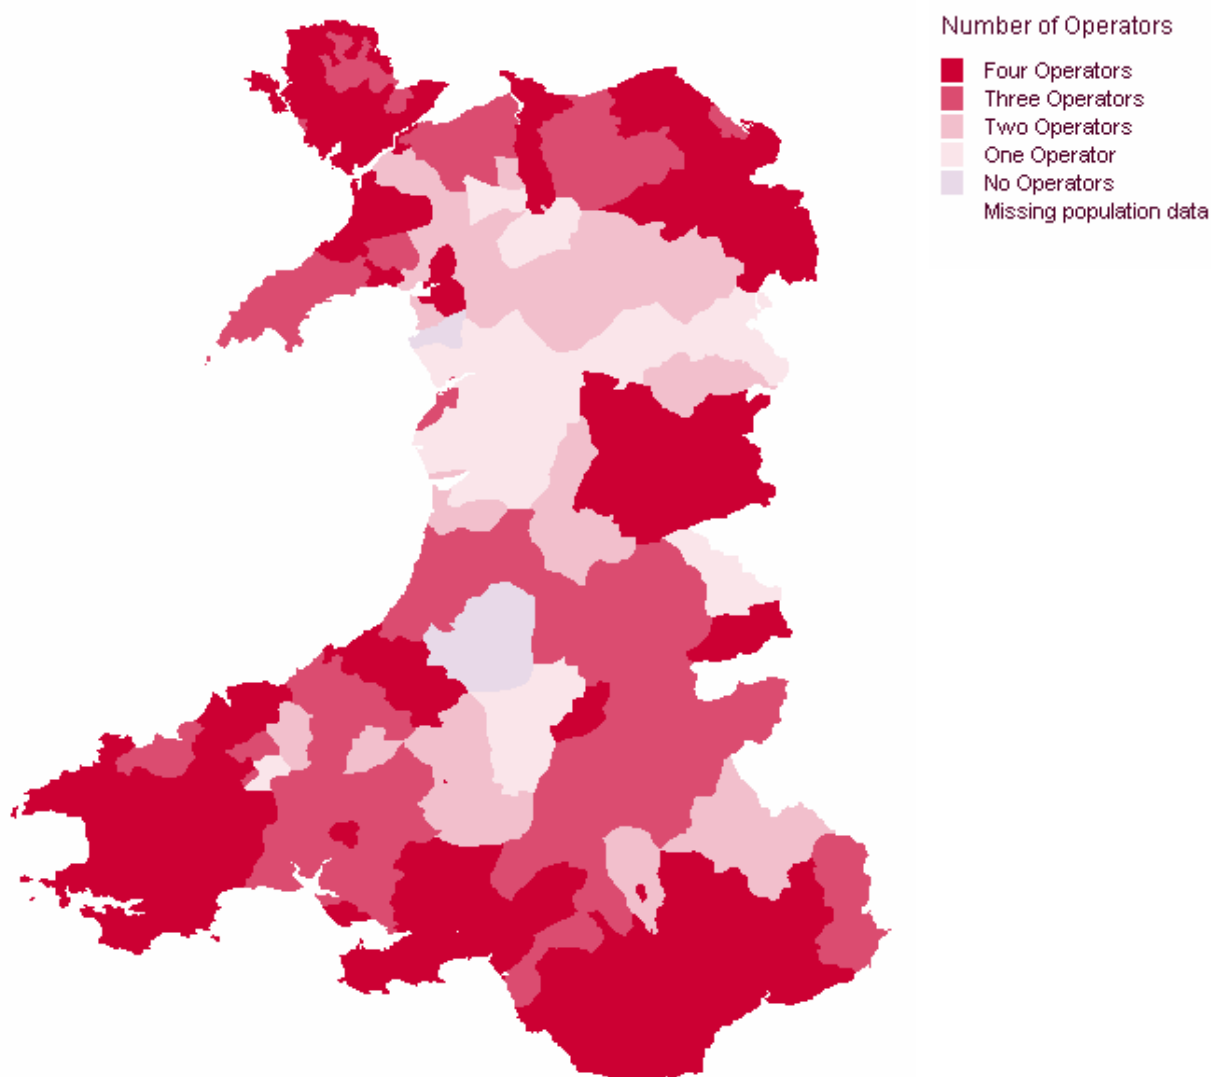 Number of Operators
Four Operators
Three Operators
Two Operators
One Operator
No Operators
Missing population data